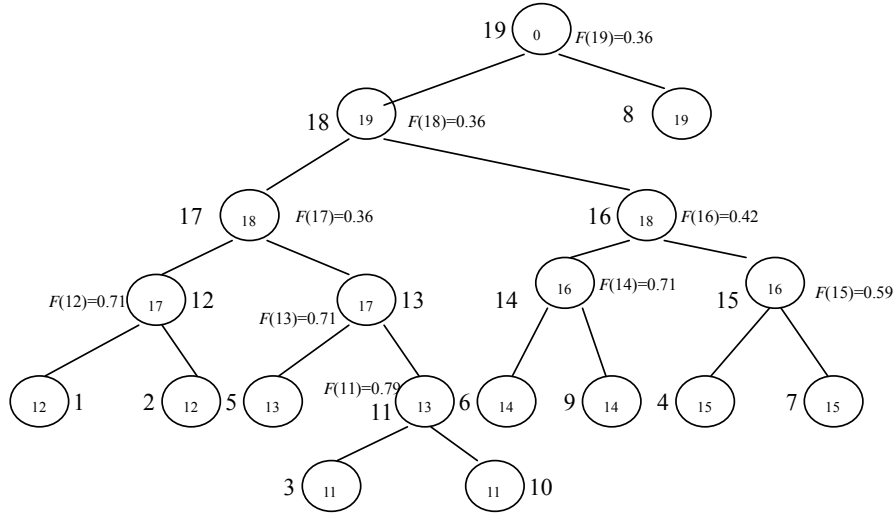 19 0 F(19)=0.36
18 19 F(18)=0.36 8 19
17 18 F(17)=0.36 16 18 F(16)=0.42
F(12)=0.71 17 12 F(13)=0.71 17 13 14 16 F(14)=0.71 15 16 F(15)=0.59
12 1 2 12 5 13 F(11)=0.79 11 13 6 14 9 14 4 15 7 15
3 11 11 10